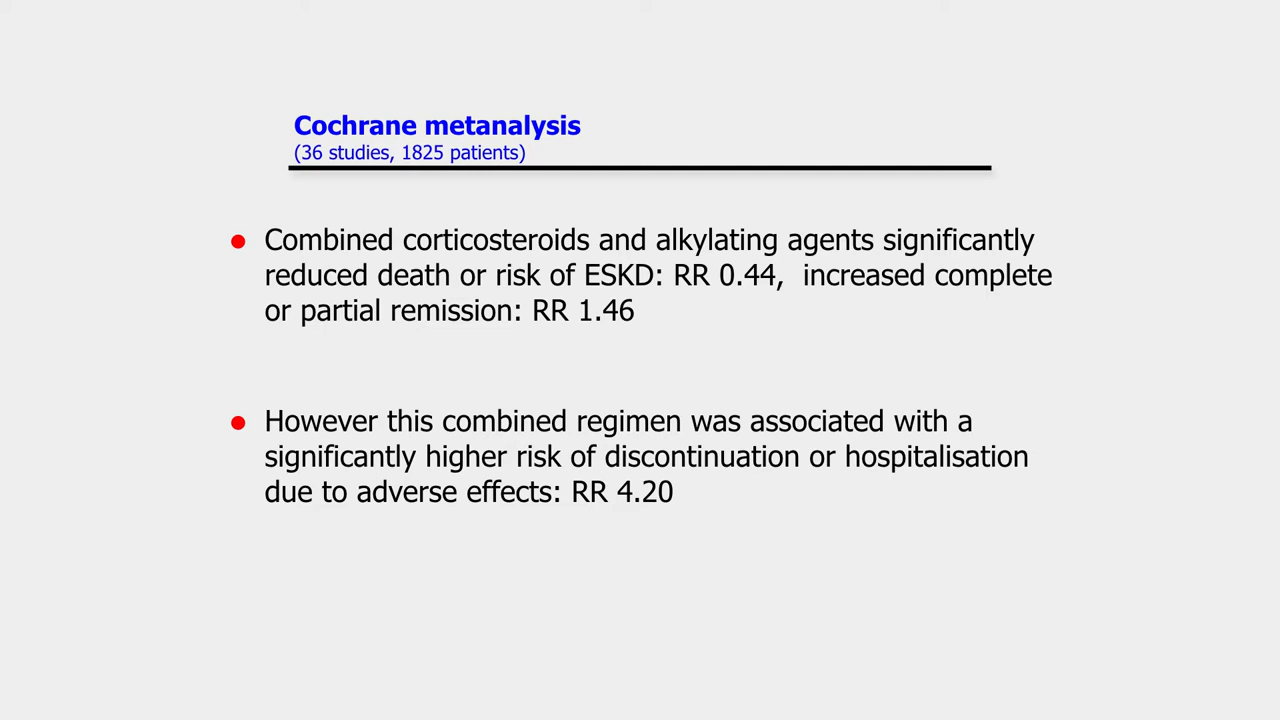 Cochrane metanalysis
(36 studies, 1825 patients)
● Combined corticosteroids and alkylating agents significantly
reduced death or risk of ESKD: RR 0.44,  increased complete
or partial remission: RR 1.46
● However this combined regimen was associated with a
significantly higher risk of discontinuation or hospitalisation
due to adverse effects: RR 4.20